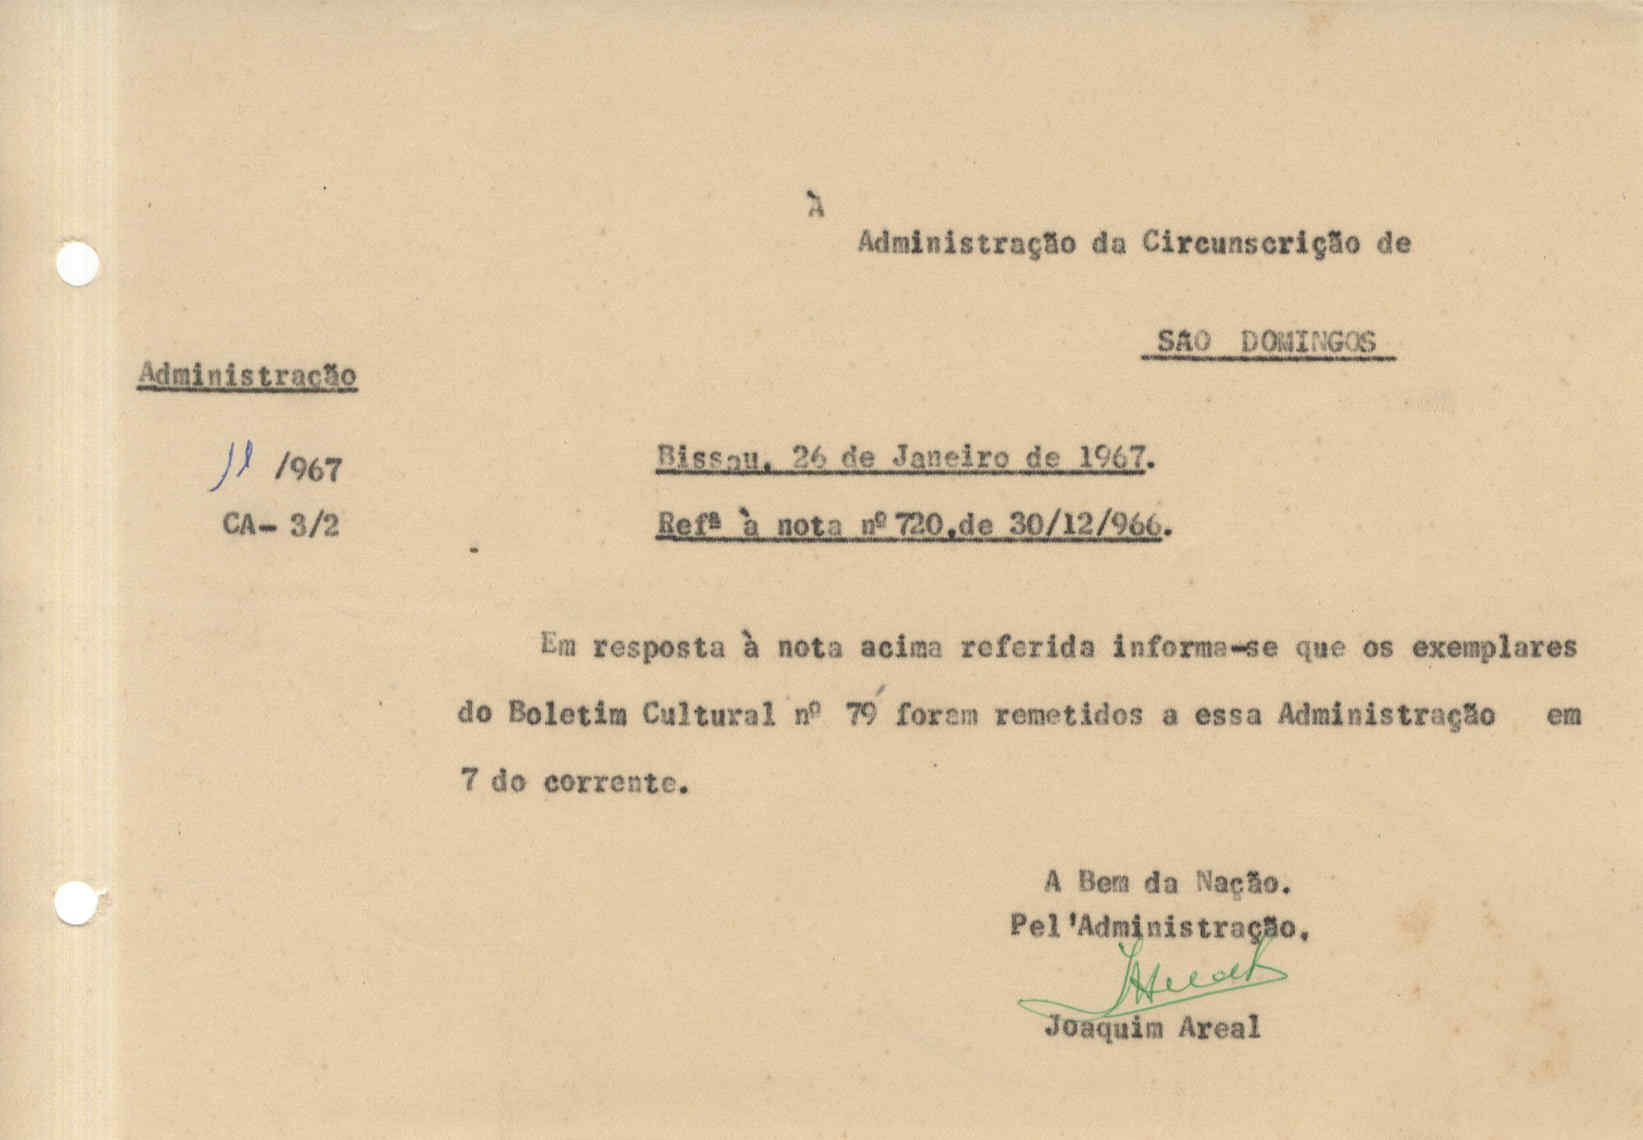 À
Administração da Circunscrição de
SÃO DOMINGOS
Administração
11 /967
CA- 3/2
Bissau, 26 de Janeiro de 1967.
Refª à nota nº 720,de 30/12/966.
Em resposta à nota acima referida informa-se que os exemplares
do Boletim Cultural nº 79 foram remetidos a essa Administração em
7 do corrente.
A Bem da Nação.
Pel'Administração,
Joaquim Areal